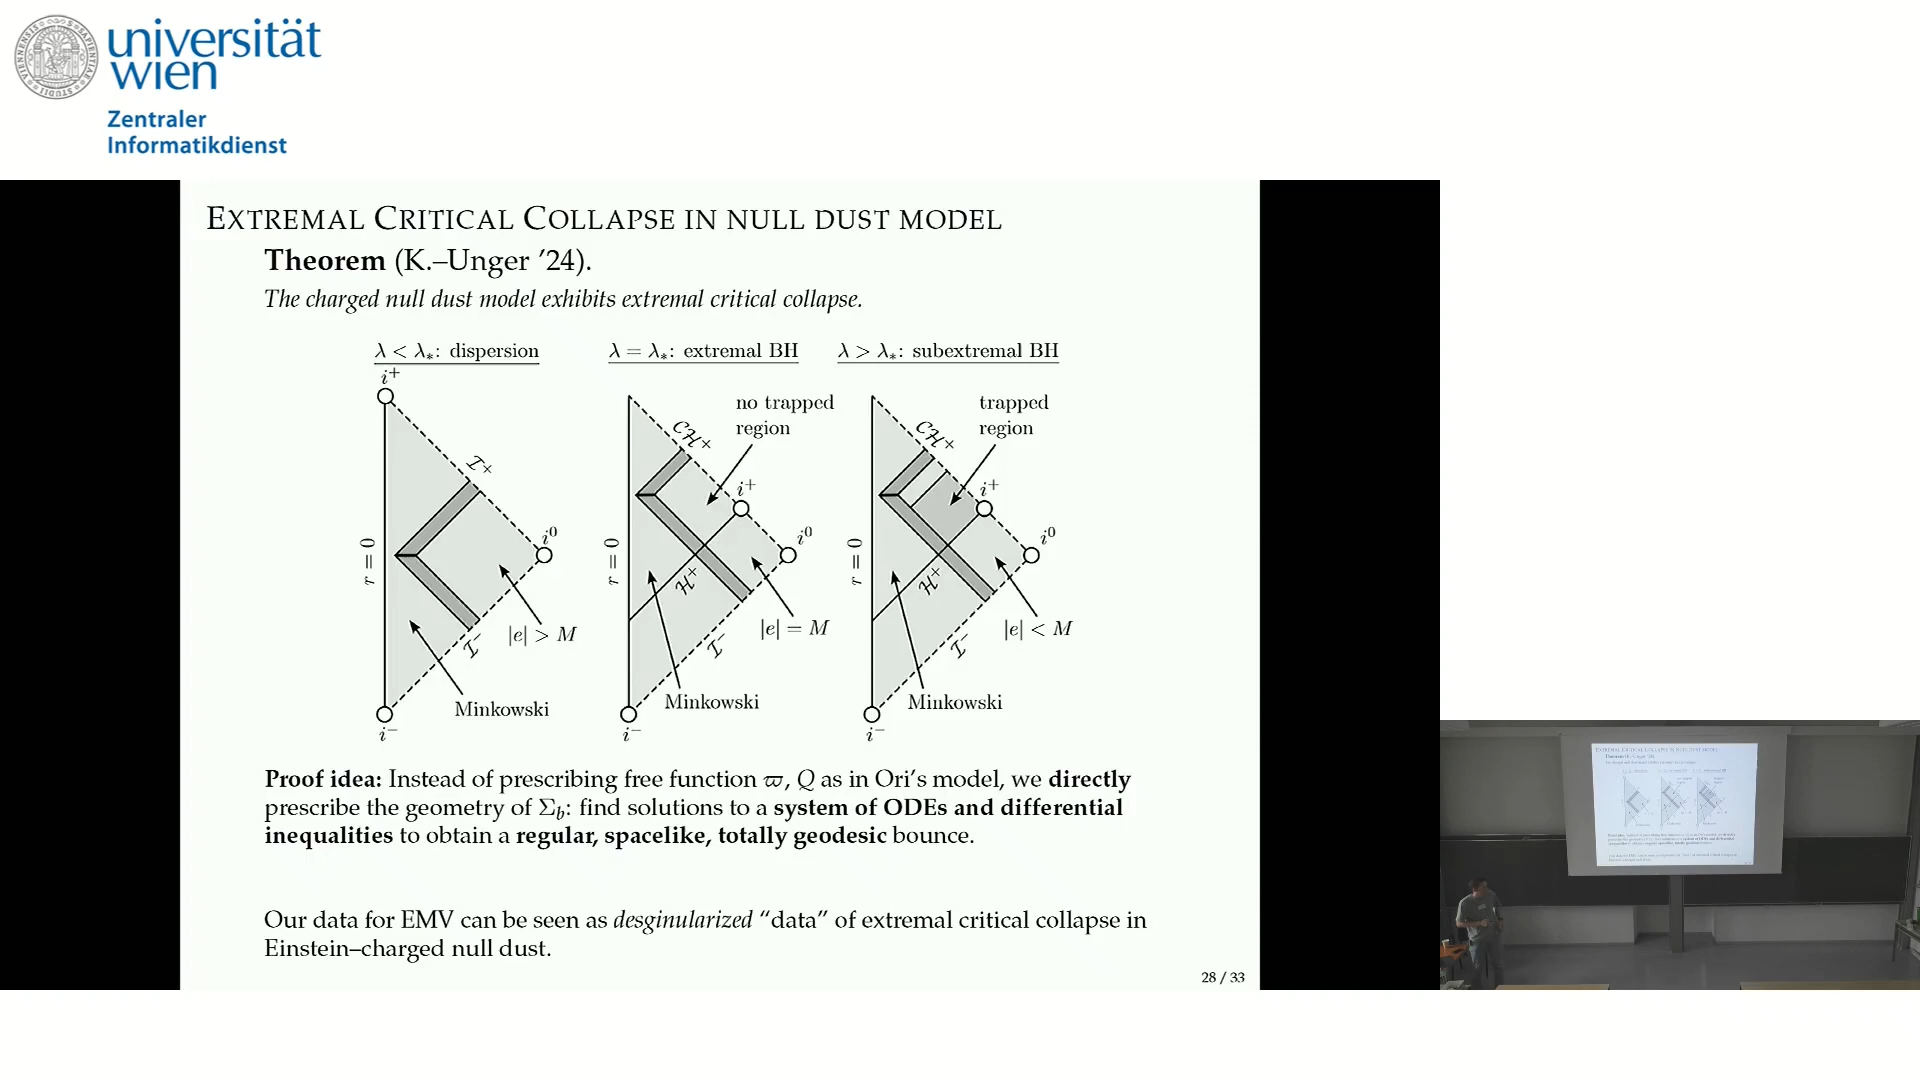 universität
wien
Zentraler
Informatikdienst
EXTREMAL CRITICAL COLLAPSE IN NULL DUST MODEL
Theorem (K.–Unger ’24).
The charged null dust model exhibits extremal critical collapse.
λ < λ∗: dispersion
i⁺
I⁺
i⁰
r = 0
|e| > M
I⁻
Minkowski
i⁻
λ = λ∗: extremal BH
no trapped
region
CH⁺
i⁺
i⁰
r = 0
H⁺
|e| = M
I⁻
Minkowski
i⁻
λ > λ∗: subextremal BH
trapped
region
CH⁺
i⁺
i⁰
r = 0
H⁺
|e| < M
I⁻
Minkowski
i⁻
Proof idea: Instead of prescribing free function ϖ, Q as in Ori’s model, we directly
prescribe the geometry of Σb: find solutions to a system of ODEs and differential
inequalities to obtain a regular, spacelike, totally geodesic bounce.
Our data for EMV can be seen as desginularized “data” of extremal critical collapse in
Einstein–charged null dust.
28 / 33